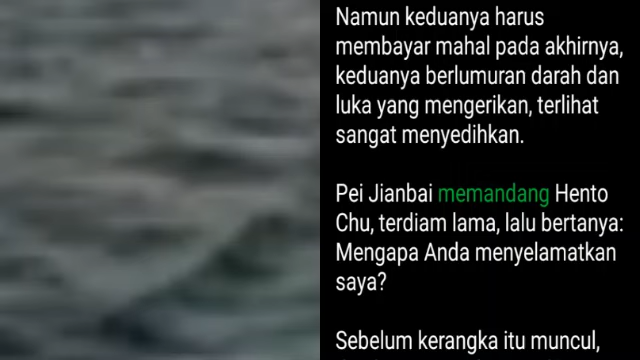 Namun keduanya harus
membayar mahal pada akhirnya,
keduanya berlumuran darah dan
luka yang mengerikan, terlihat
sangat menyedihkan.
Pei Jianbai memandang Hento
Chu, terdiam lama, lalu bertanya:
Mengapa Anda menyelamatkan
saya?
Sebelum kerangka itu muncul,